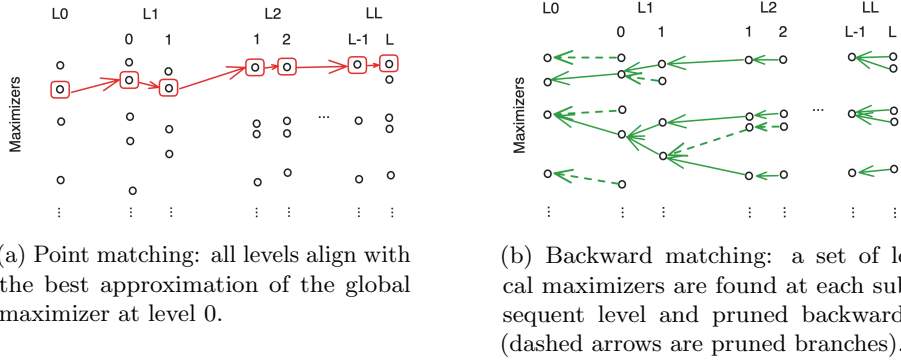 L0 L1 L2 LL
0 1 1 2 L-1 L
Maximizers
...
⋮ ⋮ ⋮ ⋮ ⋮ ⋮ ⋮
(a) Point matching: all levels align with
the best approximation of the global
maximizer at level 0.
L0 L1 L2 LL
0 1 1 2 L-1 L
Maximizers
...
⋮ ⋮ ⋮ ⋮ ⋮ ⋮ ⋮
(b) Backward matching: a set of lo
cal maximizers are found at each sub
sequent level and pruned backward
(dashed arrows are pruned branches).